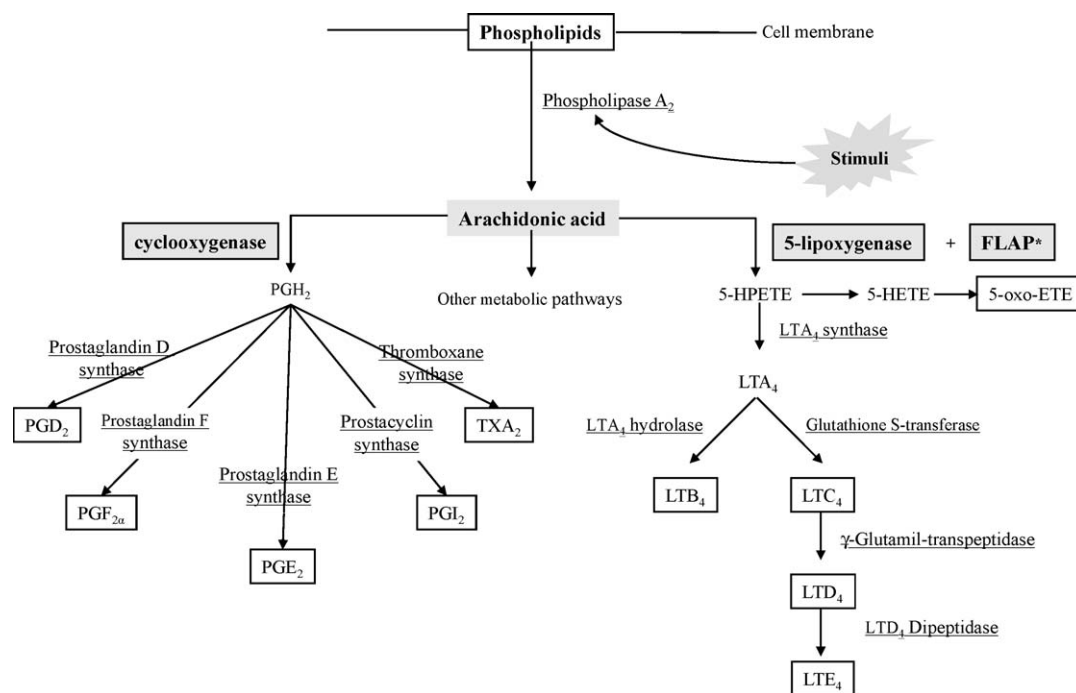 Phospholipids
Cell membrane
Phospholipase A₂
Stimuli
Arachidonic acid
cyclooxygenase
5-lipoxygenase + FLAP*
PGH₂
Other metabolic pathways
5-HPETE
5-HETE
5-oxo-ETE
LTA₄ synthase
Prostaglandin D
synthase
Thromboxane
synthase
LTA₄
PGD₂
Prostaglandin F
synthase
Prostacyclin
synthase
TXA₂
LTA₄ hydrolase
Glutathione S-transferase
Prostaglandin E
synthase
PGF₂α
PGI₂
LTB₄
LTC₄
γ-Glutamil-transpeptidase
PGE₂
LTD₄
LTD₄ Dipeptidase
LTE₄